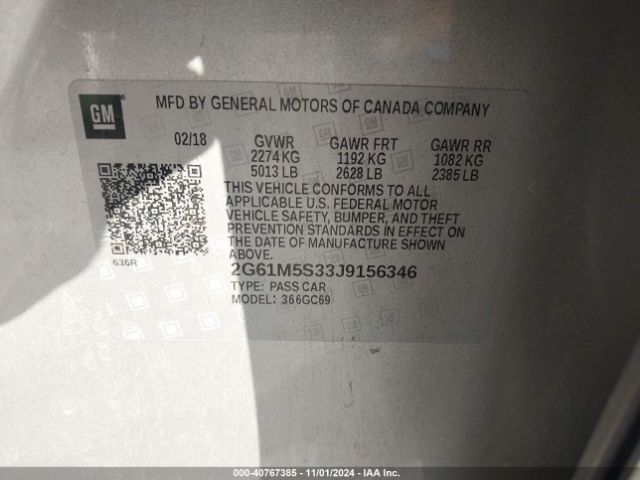 GM
MFD BY GENERAL MOTORS OF CANADA COMPANY
02/18 GVWR GAWR FRT GAWR RR
2274 KG 1192 KG 1082 KG
5013 LB 2628 LB 2385 LB
THIS VEHICLE CONFORMS TO ALL
APPLICABLE U.S. FEDERAL MOTOR
VEHICLE SAFETY, BUMPER, AND THEFT
PREVENTION STANDARDS IN EFFECT ON
THE DATE OF MANUFACTURE SHOWN
ABOVE.
636R
2G61M5S33J9156346
TYPE: PASS CAR
MODEL: 366GC69
000-40767385 - 11/01/2024 - IAA Inc.